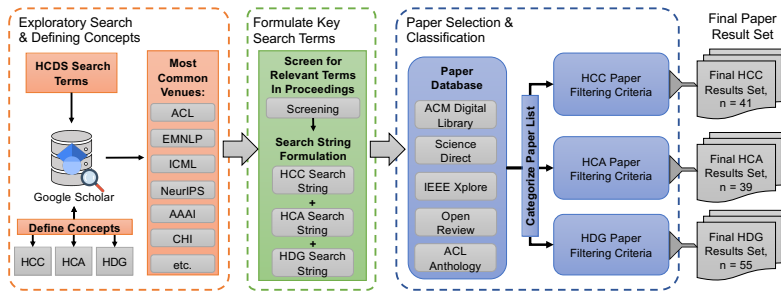 Exploratory Search
& Defining Concepts
HCDS Search
Terms
Google Scholar
Define Concepts
HCC
HCA
HDG
Most
Common
Venues:
ACL
EMNLP
ICML
NeurIPS
AAAI
CHI
etc.
Formulate Key
Search Terms
Screen for
Relevant Terms
In Proceedings
Screening
Search String
Formulation
HCC Search
String
+
HCA Search
String
+
HDG Search
String
Paper Selection &
Classification
Paper
Database
ACM Digital
Library
Science
Direct
IEEE Xplore
Open
Review
ACL
Anthology
Categorize Paper List
HCC Paper
Filtering Criteria
HCA Paper
Filtering Criteria
HDG Paper
Filtering Criteria
Final Paper
Result Set
Final HCC
Results Set,
n = 41
Final HCA
Results Set,
n = 39
Final HDG
Results Set,
n = 55